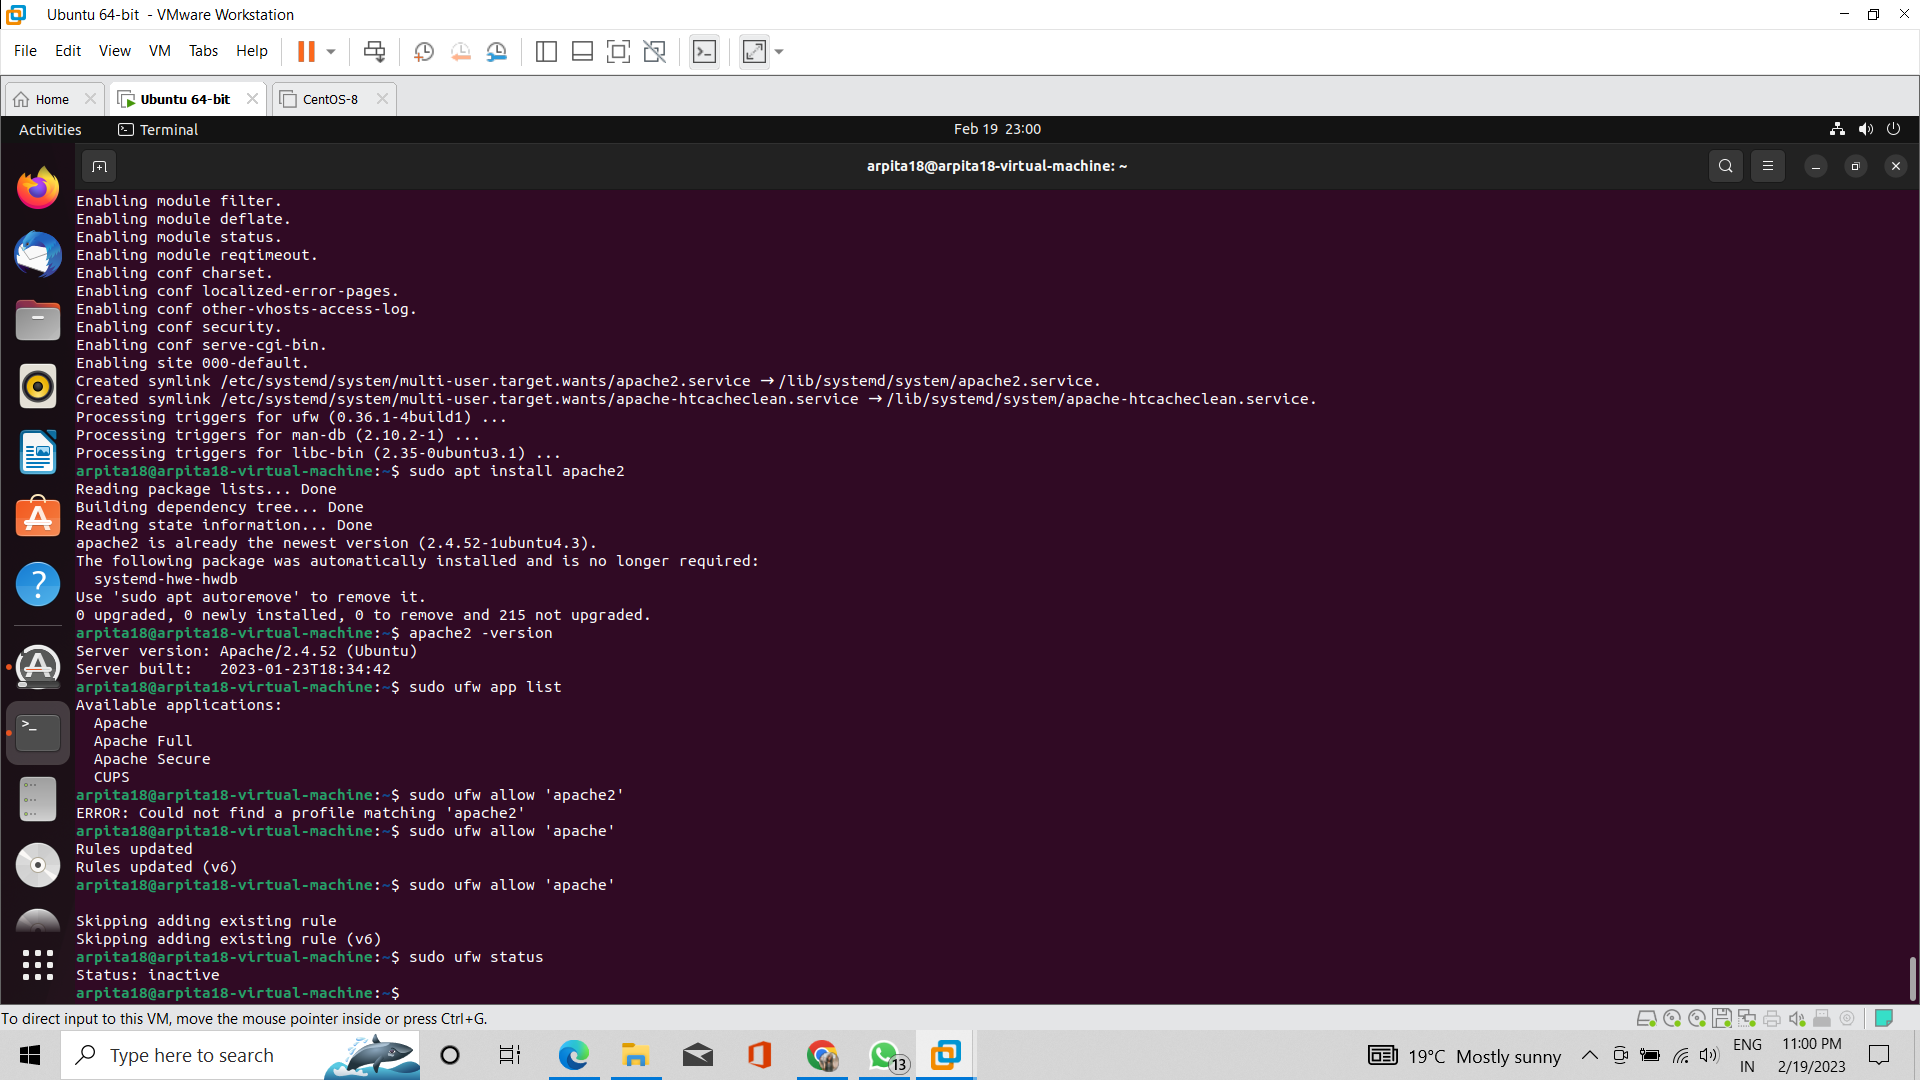 Ubuntu 64-bit - VMware Workstation
File Edit View VM Tabs Help
Home Ubuntu 64-bit CentOS-8
Activities Terminal Feb 19 23:00
arpita18@arpita18-virtual-machine: ~
Enabling module filter.
Enabling module deflate.
Enabling module status.
Enabling module reqtimeout.
Enabling conf charset.
Enabling conf localized-error-pages.
Enabling conf other-vhosts-access-log.
Enabling conf security.
Enabling conf serve-cgi-bin.
Enabling site 000-default.
Created symlink /etc/systemd/system/multi-user.target.wants/apache2.service → /lib/systemd/system/apache2.service.
Created symlink /etc/systemd/system/multi-user.target.wants/apache-htcacheclean.service → /lib/systemd/system/apache-htcacheclean.service.
Processing triggers for ufw (0.36.1-4build1) ...
Processing triggers for man-db (2.10.2-1) ...
Processing triggers for libc-bin (2.35-0ubuntu3.1) ...
arpita18@arpita18-virtual-machine:~$ sudo apt install apache2
Reading package lists... Done
Building dependency tree... Done
Reading state information... Done
apache2 is already the newest version (2.4.52-1ubuntu4.3).
The following package was automatically installed and is no longer required:
  systemd-hwe-hwdb
Use 'sudo apt autoremove' to remove it.
0 upgraded, 0 newly installed, 0 to remove and 215 not upgraded.
arpita18@arpita18-virtual-machine:~$ apache2 -version
Server version: Apache/2.4.52 (Ubuntu)
Server built:   2023-01-23T18:34:42
arpita18@arpita18-virtual-machine:~$ sudo ufw app list
Available applications:
  Apache
  Apache Full
  Apache Secure
  CUPS
arpita18@arpita18-virtual-machine:~$ sudo ufw allow 'apache2'
ERROR: Could not find a profile matching 'apache2'
arpita18@arpita18-virtual-machine:~$ sudo ufw allow 'apache'
Rules updated
Rules updated (v6)
arpita18@arpita18-virtual-machine:~$ sudo ufw allow 'apache'
Skipping adding existing rule
Skipping adding existing rule (v6)
arpita18@arpita18-virtual-machine:~$ sudo ufw status
Status: inactive
arpita18@arpita18-virtual-machine:~$
To direct input to this VM, move the mouse pointer inside or press Ctrl+G.
Type here to search
13
19°C Mostly sunny
ENG
IN
11:00 PM
2/19/2023